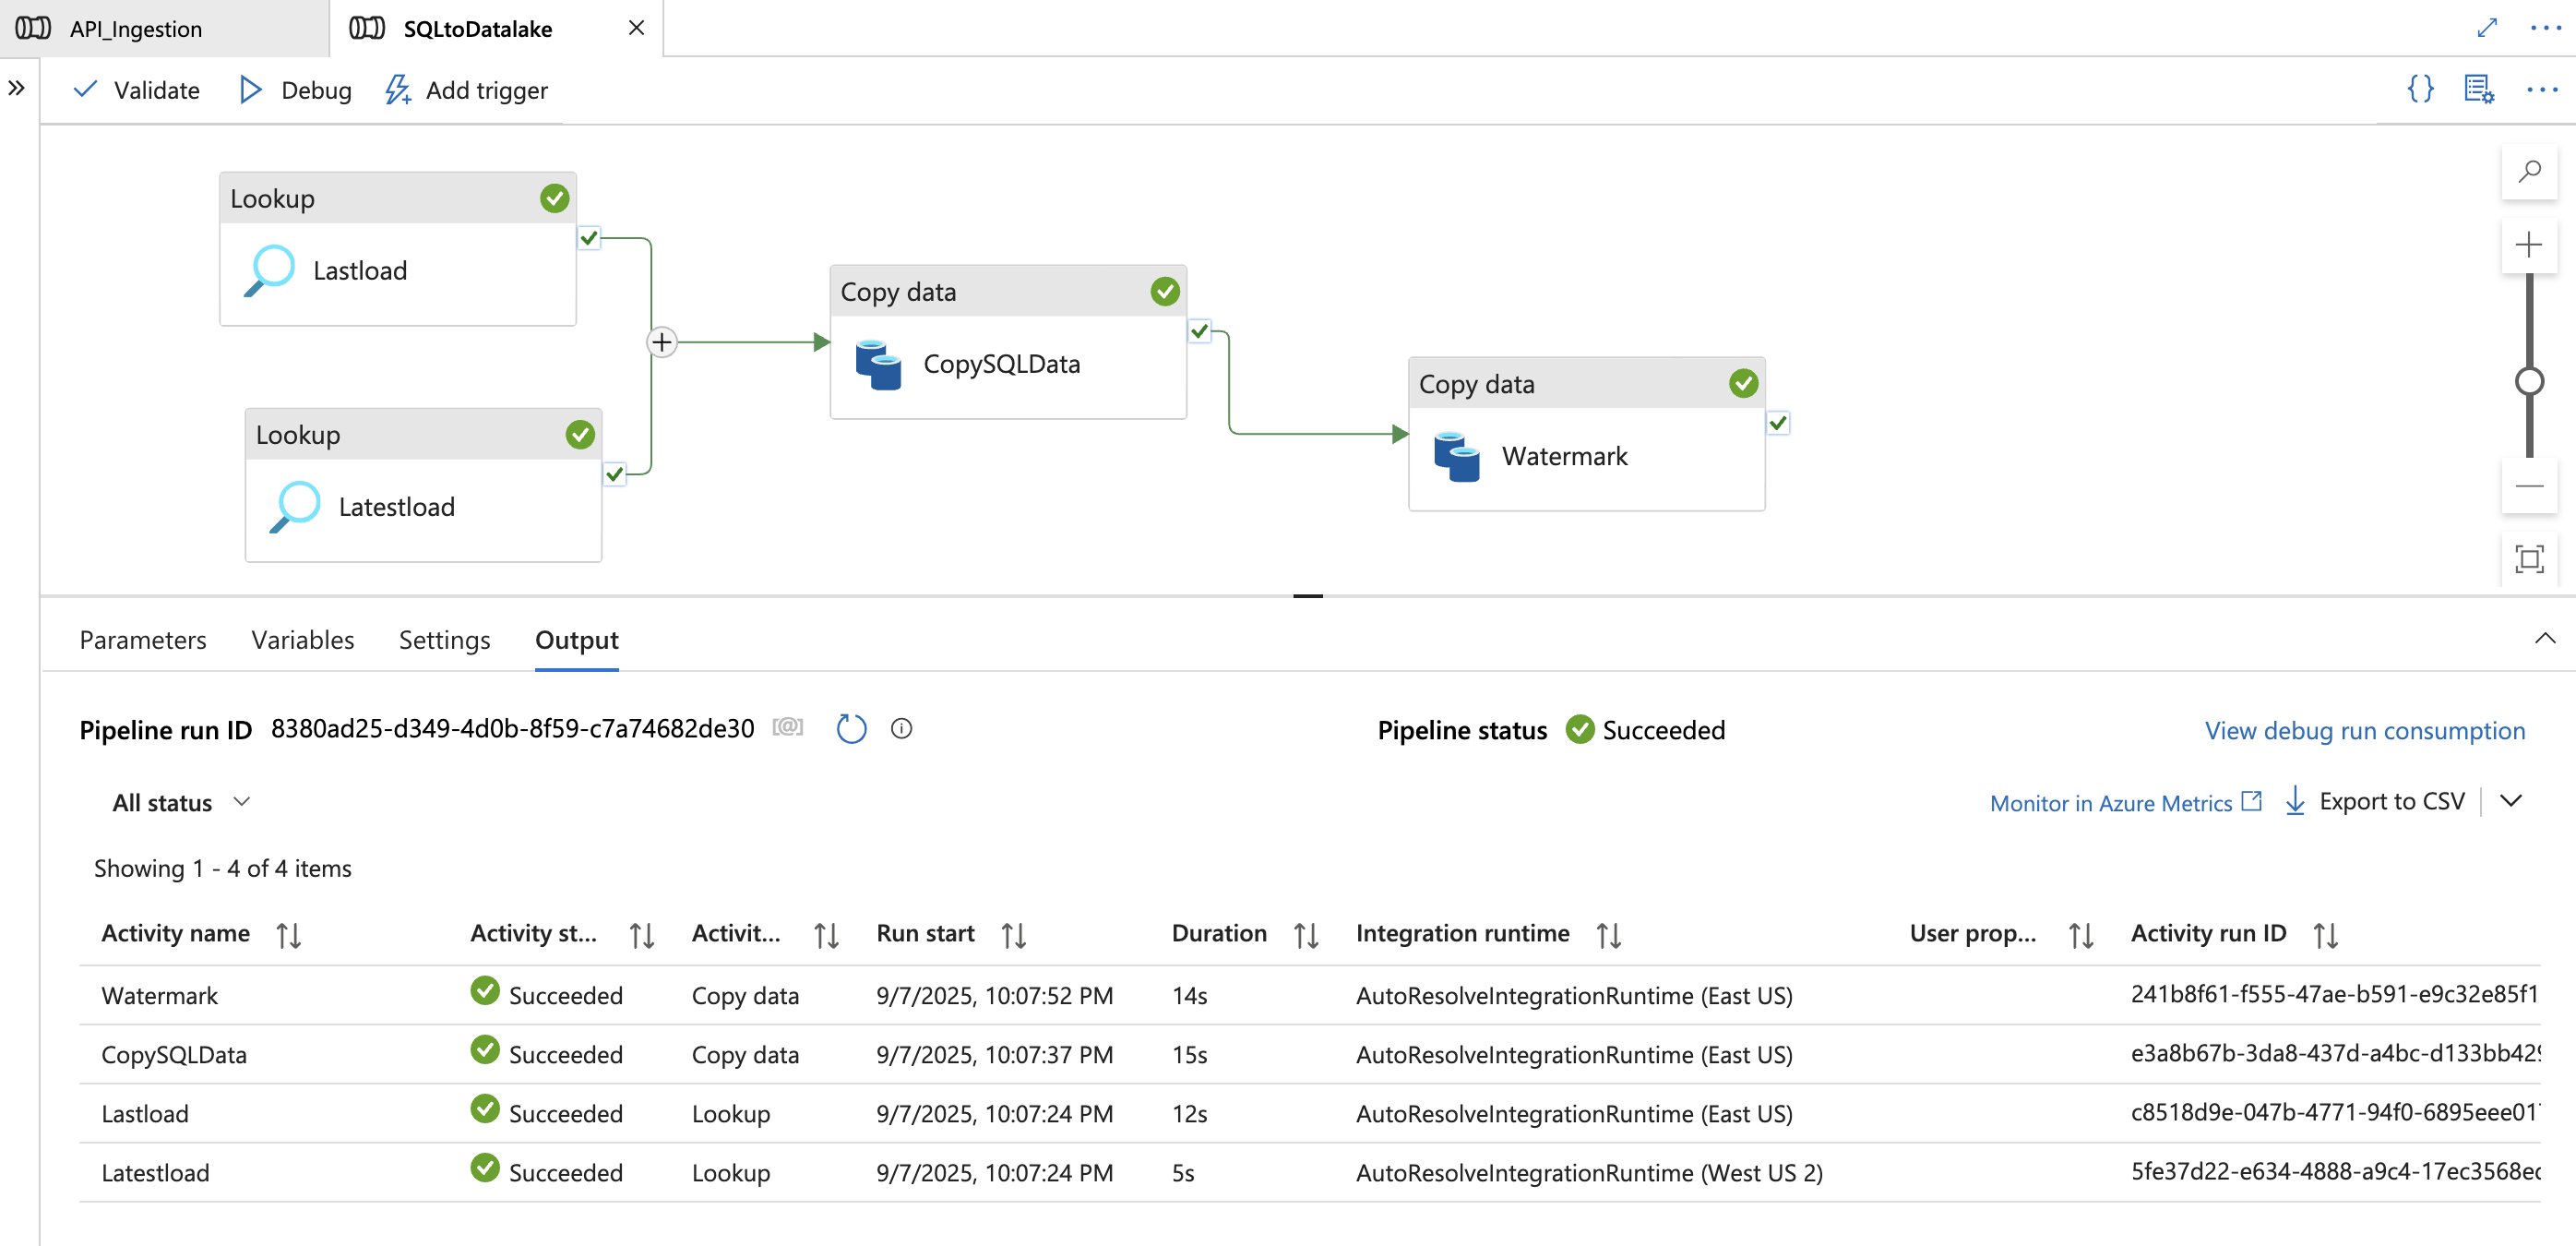 API_Ingestion SQLtoDatalake
Validate Debug Add trigger
Lookup
Lastload
Lookup
Latestload
Copy data
CopySQLData
Copy data
Watermark
Parameters Variables Settings Output
Pipeline run ID 8380ad25-d349-4d0b-8f59-c7a74682de30 Pipeline status Succeeded View debug run consumption
All status Monitor in Azure Metrics Export to CSV
Showing 1 - 4 of 4 items
Activity name Activity st... Activit... Run start Duration Integration runtime User prop... Activity run ID
Watermark Succeeded Copy data 9/7/2025, 10:07:52 PM 14s AutoResolveIntegrationRuntime (East US) 241b8f61-f555-47ae-b591-e9c32e85f1
CopySQLData Succeeded Copy data 9/7/2025, 10:07:37 PM 15s AutoResolveIntegrationRuntime (East US) e3a8b67b-3da8-437d-a4bc-d133bb429
Lastload Succeeded Lookup 9/7/2025, 10:07:24 PM 12s AutoResolveIntegrationRuntime (East US) c8518d9e-047b-4771-94f0-6895eee017
Latestload Succeeded Lookup 9/7/2025, 10:07:24 PM 5s AutoResolveIntegrationRuntime (West US 2) 5fe37d22-e634-4888-a9c4-17ec3568ec